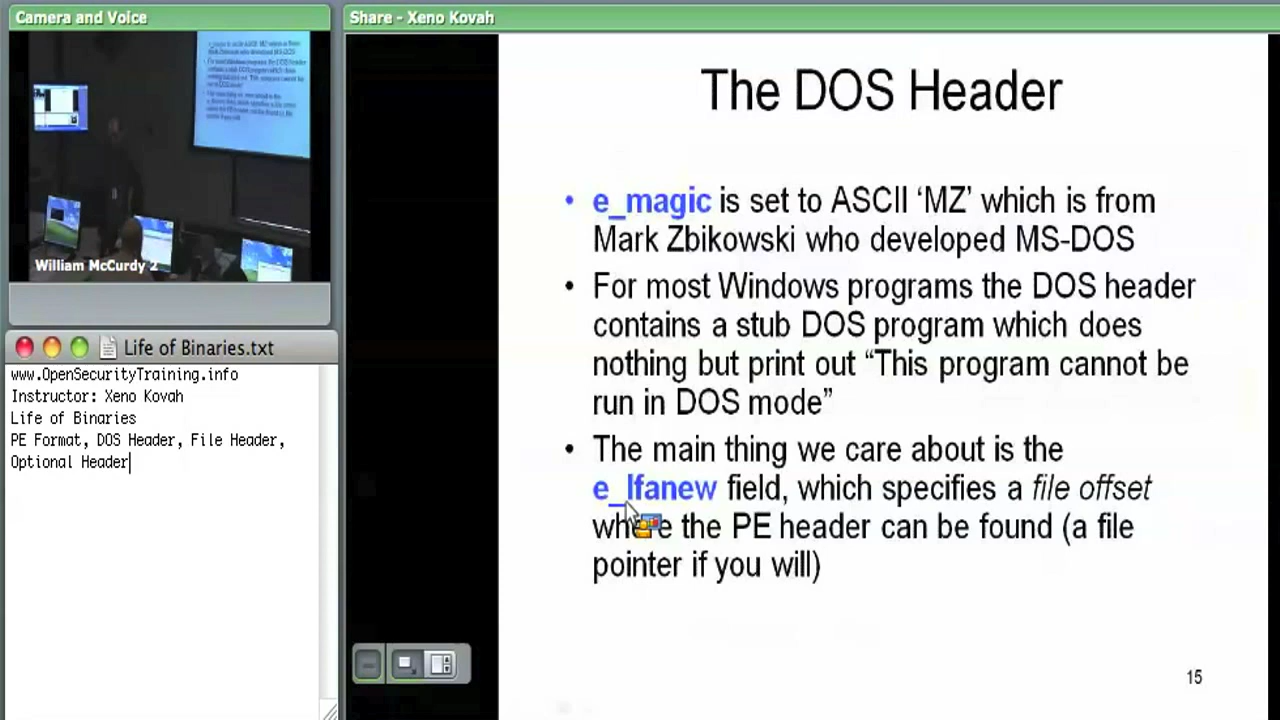 Camera and Voice
William McCurdy 2
Life of Binaries.txt
www.OpenSecurityTraining.info
Instructor: Xeno Kovah
Life of Binaries
PE Format, DOS Header, File Header,
Optional Header
Share - Xeno Kovah
The DOS Header
• e_magic is set to ASCII ‘MZ’ which is from
Mark Zbikowski who developed MS-DOS
• For most Windows programs the DOS header
contains a stub DOS program which does
nothing but print out “This program cannot be
run in DOS mode”
• The main thing we care about is the
e_lfanew field, which specifies a file offset
where the PE header can be found (a file
pointer if you will)
15